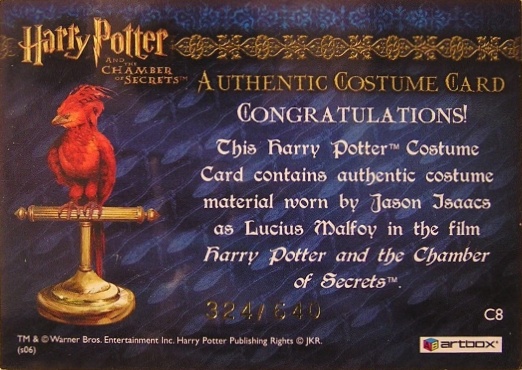 Harry Potter
AND THE
CHAMBER
OF SECRETS™
AUTHENTIC COSTUME CARD
CONGRATULATIONS!
This Harry Potter™ Costume
Card contains authentic costume
material worn by Jason Isaacs
as Lucius Malfoy in the film
Harry Potter and the Chamber
of Secrets™.
324/640
C8
TM & © Warner Bros. Entertainment Inc. Harry Potter Publishing Rights © JKR.
(s06)
artbox